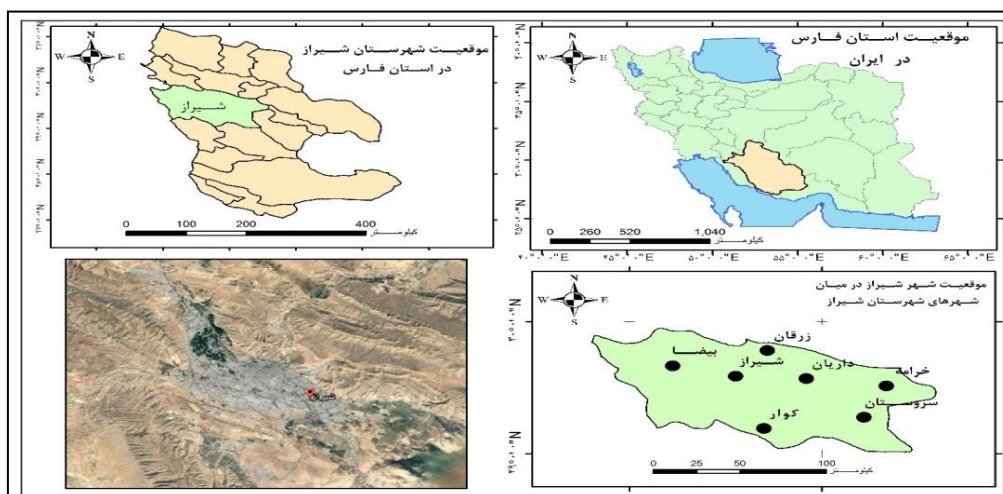 موقعیت استان فارس
در ایران
N
W E
S
0 260 520 1,040
کیلومتر
موقعیت شهرستان شیراز
در استان فارس
N
W E
S
شیراز
0 100 200 400
کیلومتر
موقعیت شهر شیراز در میان
شهرهای شهرستان شیراز
N
W E
S
زرقان
بیضا
شیراز
داریان
خرامه
سروستان
کوار
0 25 50 100
کیلومتر
شیراز